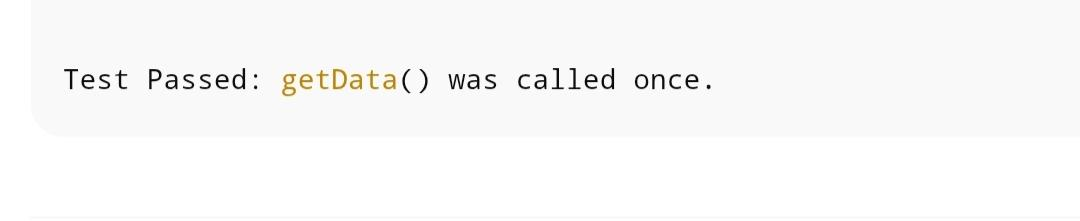 Test Passed: getData() was called once.